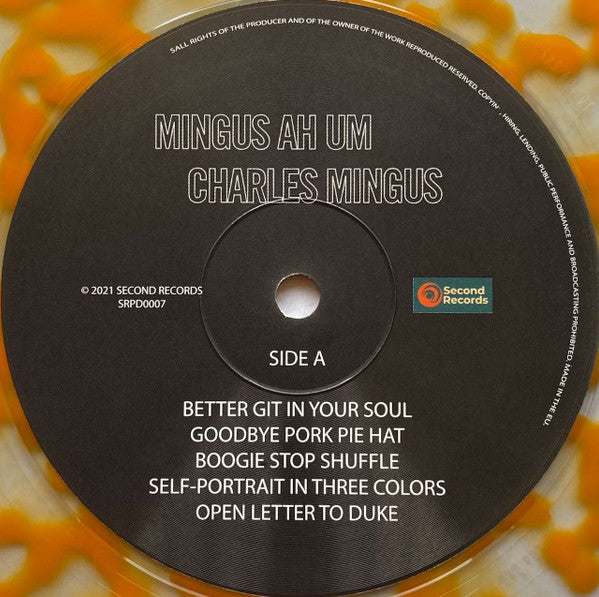 SALL RIGHTS OF THE PRODUCER AND OF THE OWNER OF THE WORK REPRODUCED RESERVED. HIRING, LENDING, PUBLIC PERFORMANCE AND BROADCASTING PROHIBITED. MADE IN THE EU.
MINGUS AH UM
CHARLES MINGUS
© 2021 SECOND RECORDS
SRPD0007
Second
Records
SIDE A
BETTER GIT IN YOUR SOUL
GOODBYE PORK PIE HAT
BOOGIE STOP SHUFFLE
SELF-PORTRAIT IN THREE COLORS
OPEN LETTER TO DUKE